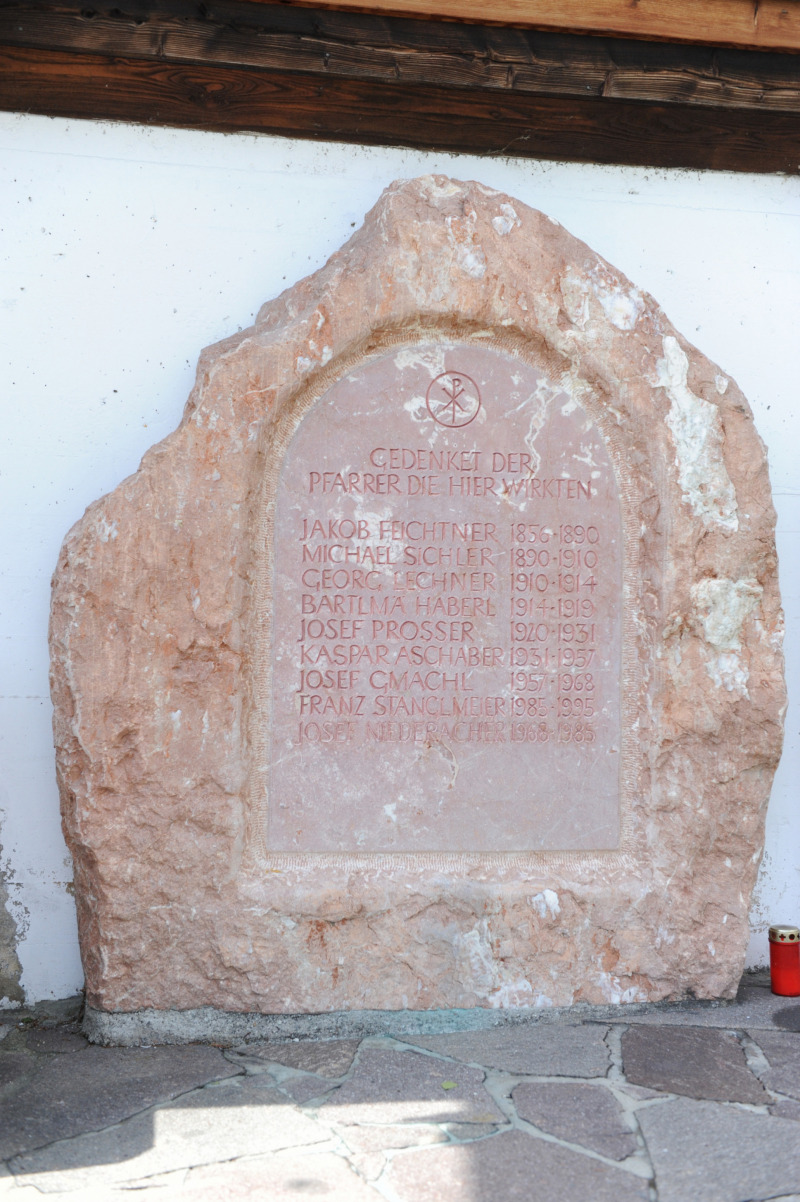 GEDENKET DER
PFARRER DIE HIER WIRKTEN
JAKOB FEICHTNER 1856·1890
MICHAEL SICHLER 1890·1910
GEORG LECHNER 1910·1914
BARTLMÄ HABERL 1914·1919
JOSEF PROSSER 1920·1931
KASPAR ASCHABER 1931·1957
JOSEF GMACHL 1957·1968
FRANZ STANGLMEIER 1985·1995
JOSEF NIEDERACHER 1968·1985